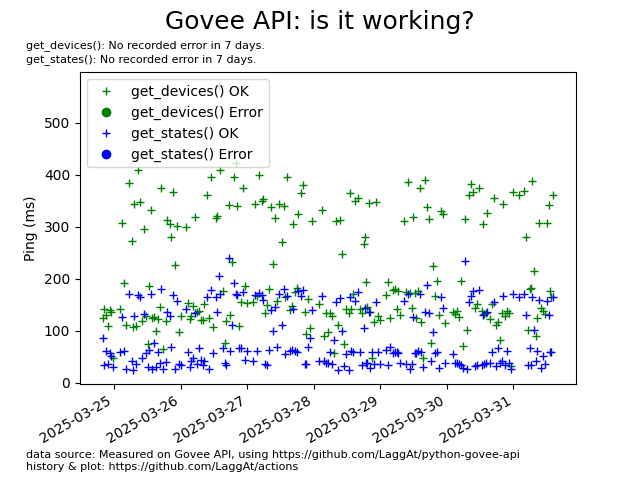 Govee API: is it working?
get_devices(): No recorded error in 7 days.
get_states(): No recorded error in 7 days.
get_devices() OK
get_devices() Error
get_states() OK
get_states() Error
500
400
300
200
100
0
Ping (ms)
2025-03-25
2025-03-26
2025-03-27
2025-03-28
2025-03-29
2025-03-30
2025-03-31
data source: Measured on Govee API, using https://github.com/LaggAt/python-govee-api
history & plot: https://github.com/LaggAt/actions